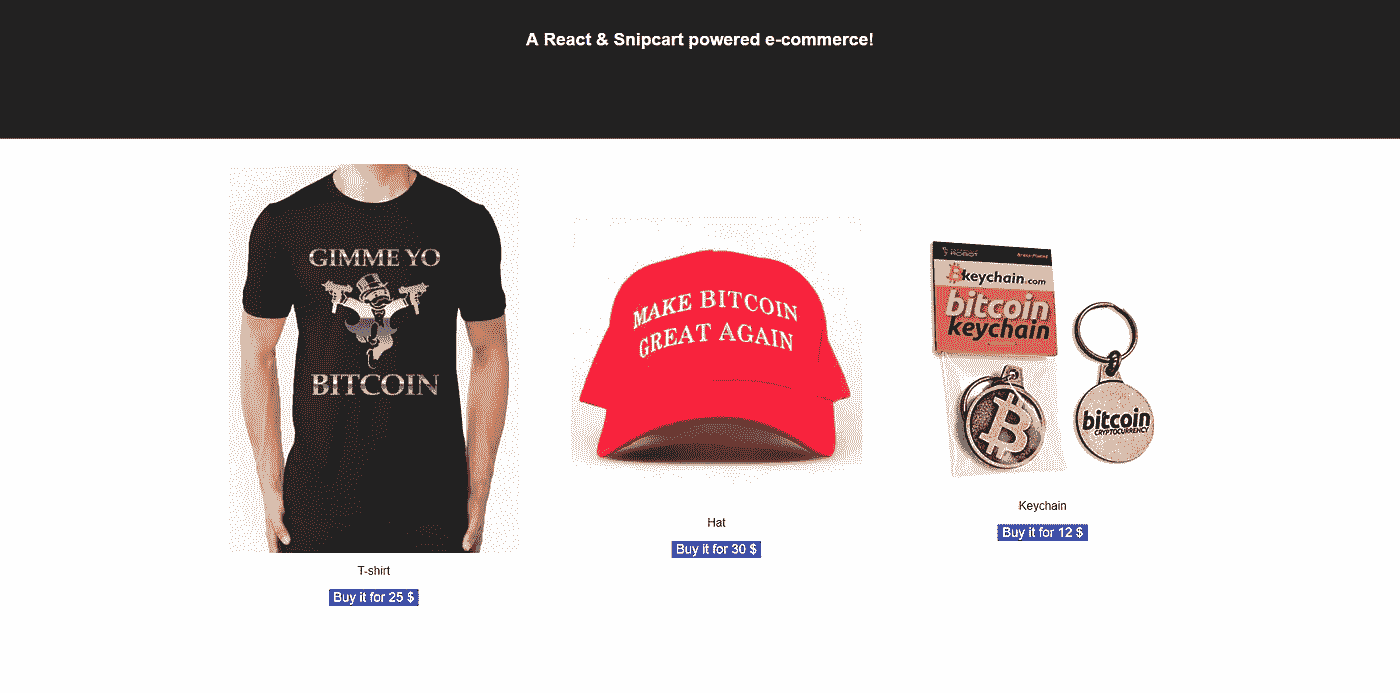 A React & Snipcart powered e-commerce!
GIMME YO
BITCOIN
T-shirt
Buy it for 25 $
MAKE BITCOIN
GREAT AGAIN
Hat
Buy it for 30 $
keychain.com
bitcoin
keychain
bitcoin
CRYPTOCURRENCY
Keychain
Buy it for 12 $